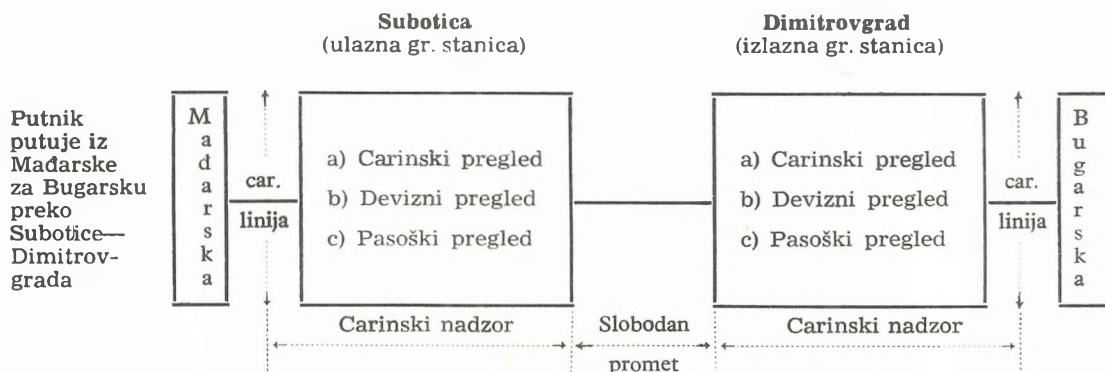 Subotica
(ulazna gr. stanica)
Dimitrovgrad
(izlazna gr. stanica)
Putnik
putuje iz
Mađarske
za Bugarsku
preko
Subotice—
Dimitrov-
grada
Madarska
car.
linija
a) Carinski pregled
b) Devizni pregled
c) Pasoški pregled
a) Carinski pregled
b) Devizni pregled
c) Pasoški pregled
car.
linija
Bugarska
Carinski nadzor
Slobodan
promet
Carinski nadzor